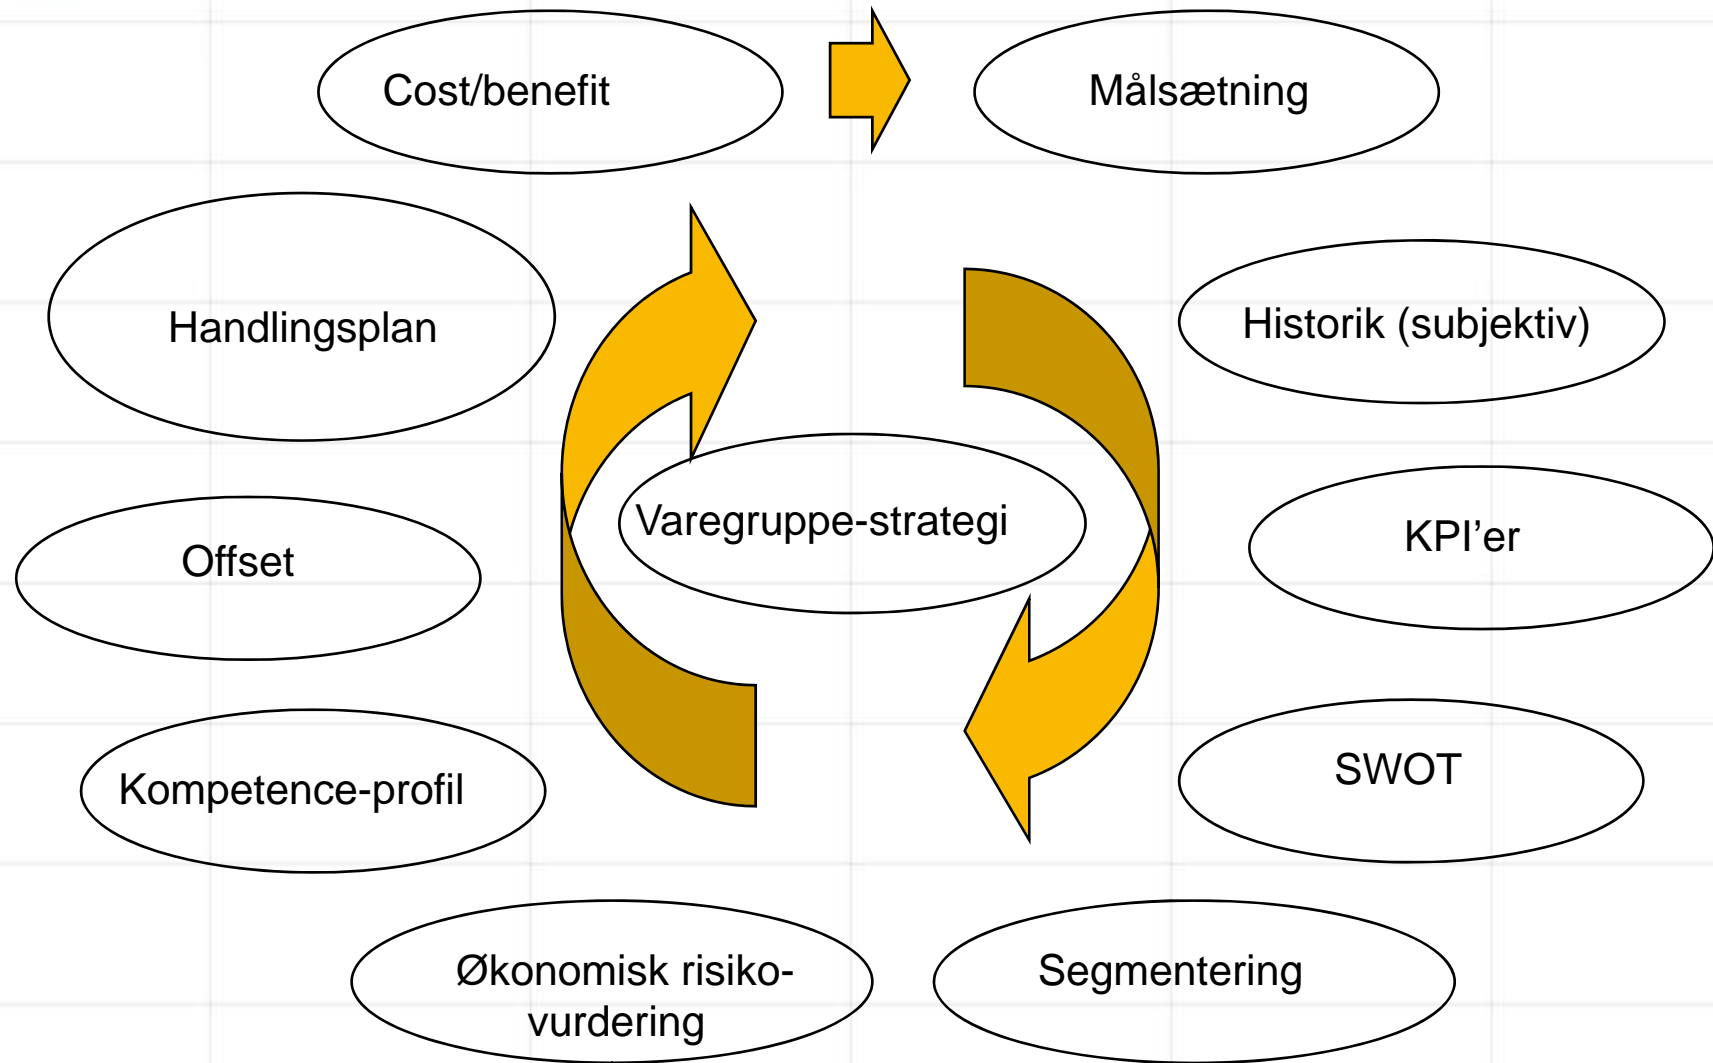 Cost/benefit
Målsætning
Handlingsplan
Historik (subjektiv)
Varegruppe-strategi
KPI’er
Offset
SWOT
Kompetence-profil
Økonomisk risiko-
vurdering
Segmentering